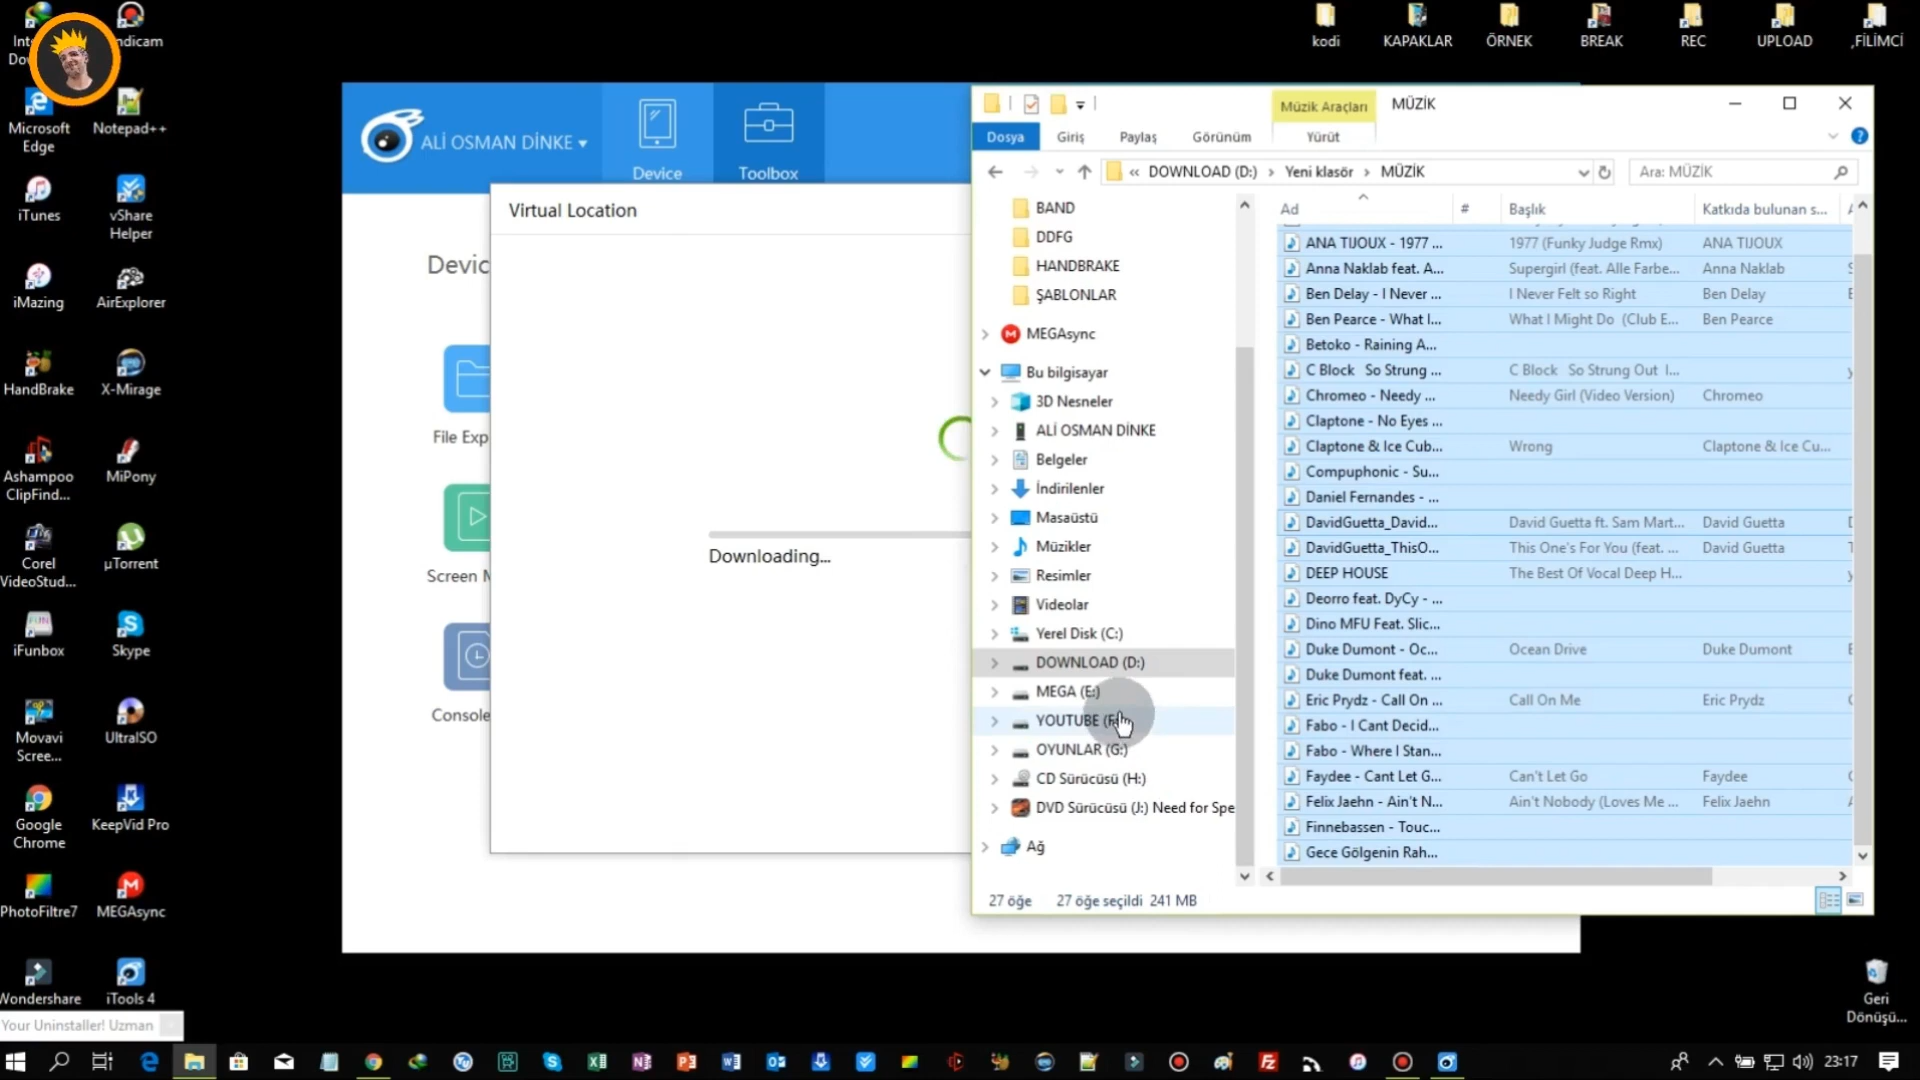 Microsoft
Edge
Notepad++
iTunes
vShare
Helper
iMazing
AirExplorer
HandBrake
X-Mirage
Ashampoo
ClipFind...
MiPony
Corel
VideoStud...
µTorrent
iFunbox
Skype
Movavi
Scree...
UltraISO
Google
Chrome
KeepVid Pro
PhotoFiltre7
MEGAsync
Wondershare
iTools 4
Your Uninstaller! Uzman
kodi
KAPAKLAR
ÖRNEK
BREAK
REC
UPLOAD
,FİLİMCİ
ALİ OSMAN DİNKE
Device
Toolbox
Virtual Location
Devic
File Exp
Screen M
Console
Downloading...
Müzik Araçları
MÜZİK
Dosya
Giriş
Paylaş
Görünüm
Yürüt
« DOWNLOAD (D:) › Yeni klasör › MÜZİK
Ara: MÜZİK
BAND
DDFG
HANDBRAKE
ŞABLONLAR
MEGAsync
Bu bilgisayar
3D Nesneler
ALİ OSMAN DİNKE
Belgeler
İndirilenler
Masaüstü
Müzikler
Resimler
Videolar
Yerel Disk (C:)
DOWNLOAD (D:)
MEGA (E:)
YOUTUBE
OYUNLAR (G:)
CD Sürücüsü (H:)
DVD Sürücüsü (J:) Need for Spe
Ağ
Ad # Başlık Katkıda bulunan s...
ANA TIJOUX - 1977 ... 1977 (Funky Judge Rmx) ANA TIJOUX
Anna Naklab feat. A... Supergirl (feat. Alle Farbe... Anna Naklab
Ben Delay - I Never ... I Never Felt so Right Ben Delay
Ben Pearce - What I... What I Might Do (Club E... Ben Pearce
Betoko - Raining A...
C Block So Strung ... C Block So Strung Out I...
Chromeo - Needy ... Needy Girl (Video Version) Chromeo
Claptone - No Eyes ...
Claptone & Ice Cub... Wrong Claptone & Ice Cu...
Compuphonic - Su...
Daniel Fernandes - ...
DavidGuetta_David... David Guetta ft. Sam Mart... David Guetta
DavidGuetta_ThisO... This One's For You (feat. ... David Guetta
DEEP HOUSE The Best Of Vocal Deep H...
Deorro feat. DyCy - ...
Dino MFU Feat. Slic...
Duke Dumont - Oc... Ocean Drive Duke Dumont
Duke Dumont feat. ...
Eric Prydz - Call On ... Call On Me Eric Prydz
Fabo - I Cant Decid...
Fabo - Where I Stan...
Faydee - Cant Let G... Can't Let Go Faydee
Felix Jaehn - Ain't N... Ain't Nobody (Loves Me ... Felix Jaehn
Finnebassen - Touc...
Gece Gölgenin Rah...
27 öğe 27 öğe seçildi 241 MB
Geri
Dönüşü...
23:17